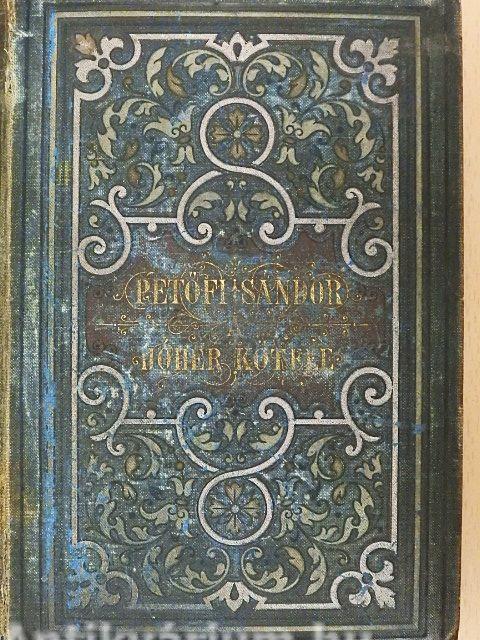 PETŐFI SÁNDOR
A
HÓHÉR KÖTELE